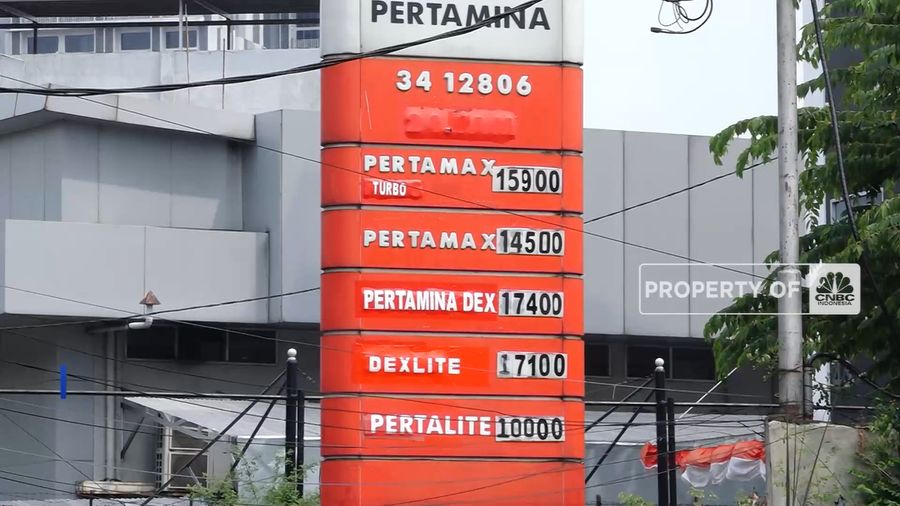 PERTAMINA
34 12806
PERTAMAX 15900
TURBO
PERTAMAX 14500
PERTAMINA DEX 17400
DEXLITE 17100
PERTALITE 10000
PROPERTY OF CNBC
INDONESIA